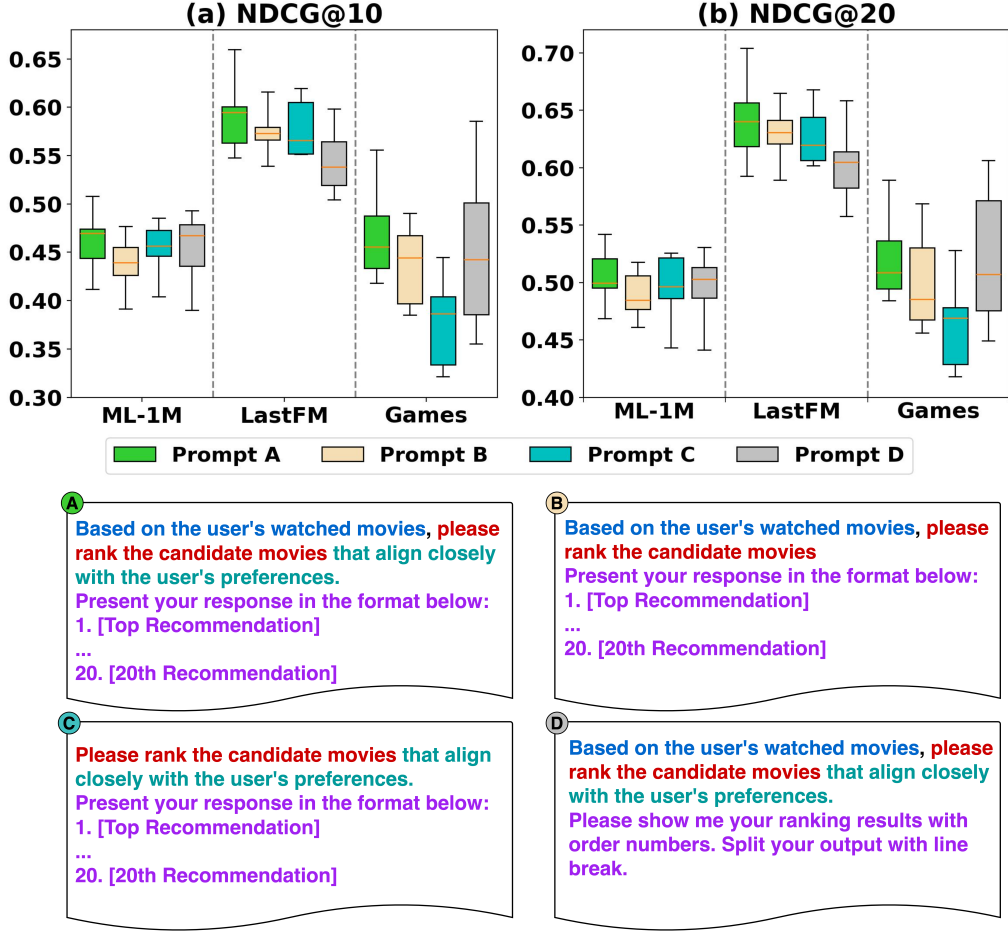 (a) NDCG@10
0.65
0.60
0.55
0.50
0.45
0.40
0.35
0.30
ML-1M LastFM Games
(b) NDCG@20
0.70
0.65
0.60
0.55
0.50
0.45
0.40
ML-1M LastFM Games
Prompt A Prompt B Prompt C Prompt D
A
Based on the user's watched movies, please
rank the candidate movies that align closely
with the user's preferences.
Present your response in the format below:
1. [Top Recommendation]
...
20. [20th Recommendation]
B
Based on the user's watched movies, please
rank the candidate movies
Present your response in the format below:
1. [Top Recommendation]
...
20. [20th Recommendation]
C
Please rank the candidate movies that align
closely with the user's preferences.
Present your response in the format below:
1. [Top Recommendation]
...
20. [20th Recommendation]
D
Based on the user's watched movies, please
rank the candidate movies that align closely
with the user's preferences.
Please show me your ranking results with
order numbers. Split your output with line
break.